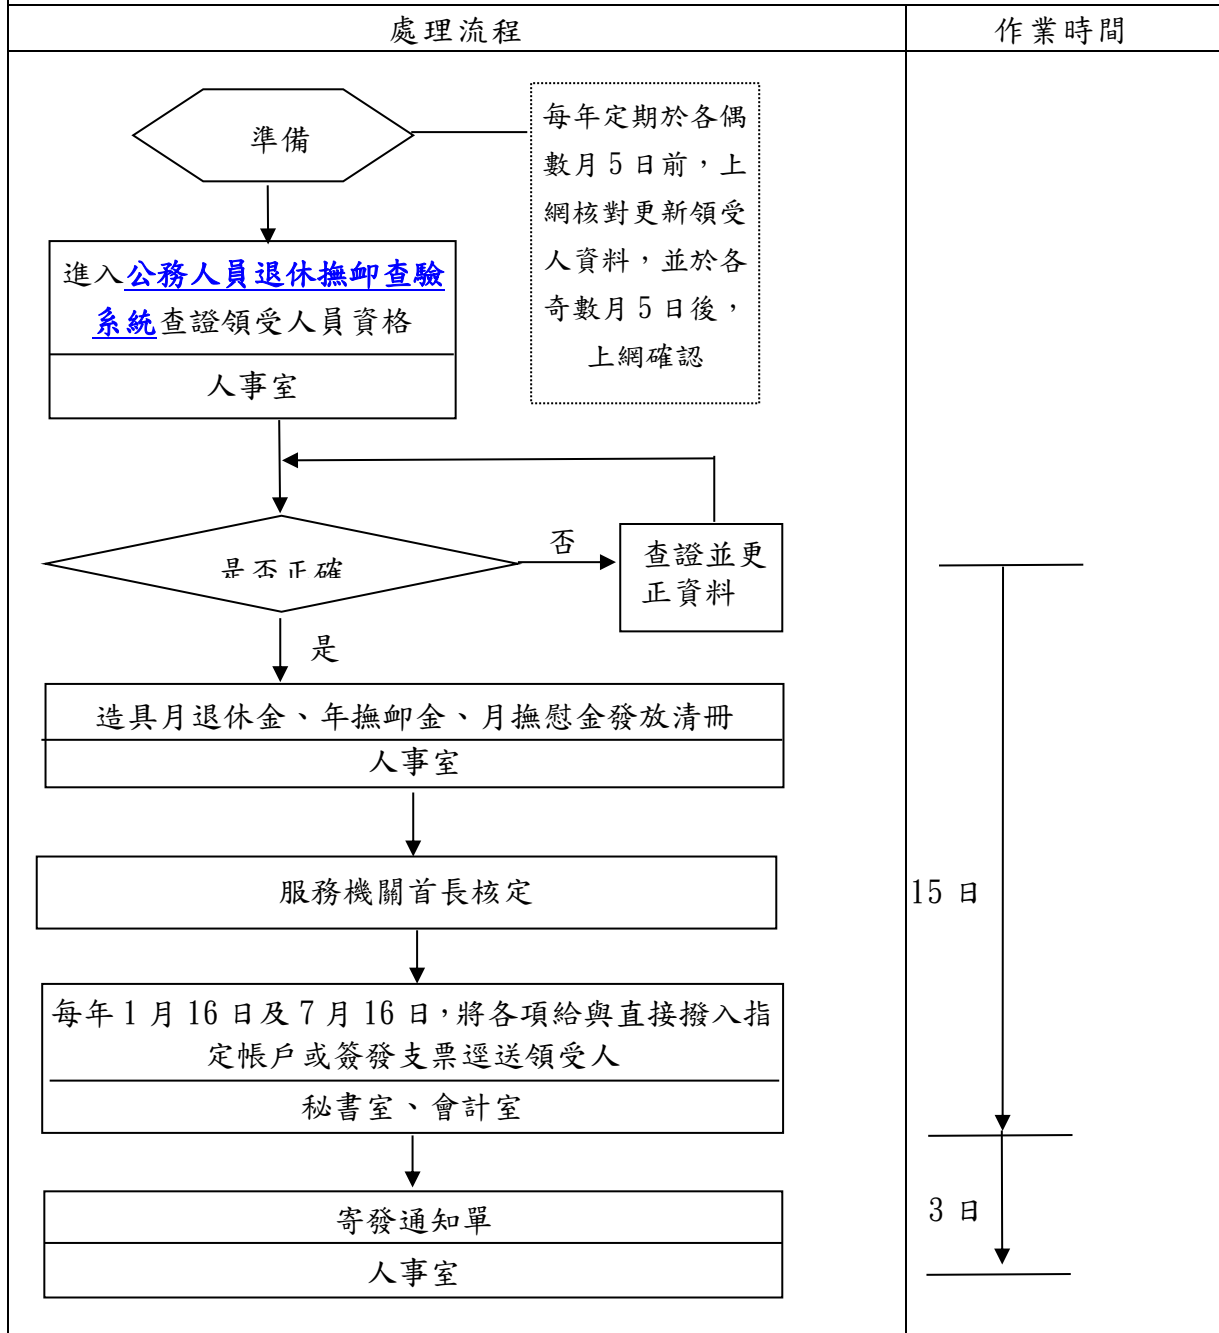 處理流程
作業時間
準備
每年定期於各偶
數月5日前，上
網核對更新領受
人資料，並於各
奇數月5日後，
上網確認
進入公務人員退休撫卹查驗
系統查證領受人員資格
人事室
是否正確
否
查證並更
正資料
是
造具月退休金、年撫卹金、月撫慰金發放清冊
人事室
服務機關首長核定
15 日
每年 1 月 16 日及 7 月 16 日，將各項給與直接撥入指
定帳戶或簽發支票逕送領受人
秘書室、會計室
寄發通知單
人事室
3 日